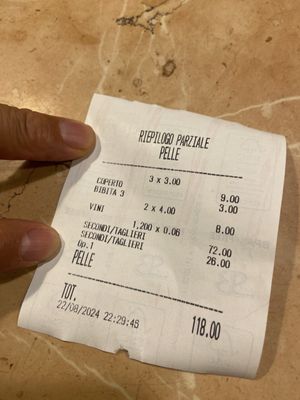 RIEPILOGO PARZIALE
PELLE
3 x 3.00
COPERTO 9.00
BIBITA 3 3.00
2 x 4.00
VINI 8.00
1,200 x 0.06
SECONDI/TAGLIERI 72.00
SECONDI/TAGLIERI 26.00
Op.1
PELLE
TOT. 118.00
22/08/2024 22:29:46